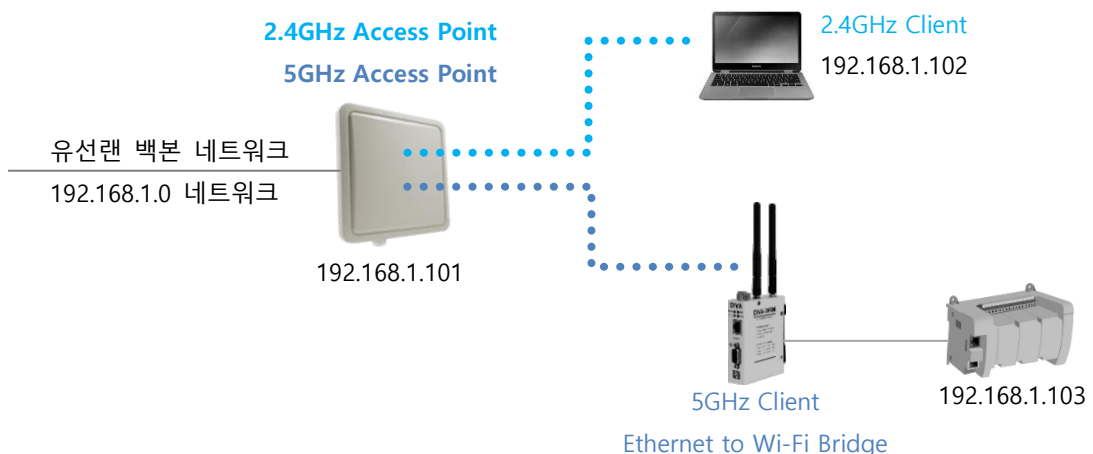 2.4GHz Access Point
5GHz Access Point
2.4GHz Client
192.168.1.102
유선랜 백본 네트워크
192.168.1.0 네트워크
192.168.1.101
DIVA
5GHz Client
Ethernet to Wi-Fi Bridge
192.168.1.103